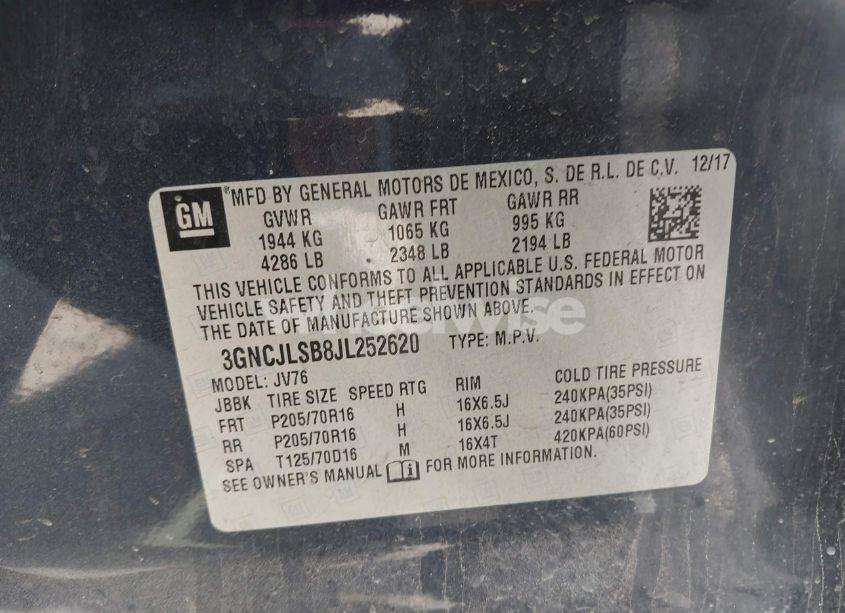 GM
®MFD BY GENERAL MOTORS DE MEXICO, S. DE R.L. DE C.V. 12/17
GVWR GAWR FRT GAWR RR
1944 KG 1065 KG 995 KG
4286 LB 2348 LB 2194 LB
THIS VEHICLE CONFORMS TO ALL APPLICABLE U.S. FEDERAL MOTOR
VEHICLE SAFETY AND THEFT PREVENTION STANDARDS IN EFFECT ON
THE DATE OF MANUFACTURE SHOWN ABOVE.
3GNCJLSB8JL252620 TYPE: M.P.V.
MODEL: JV76
JBBK TIRE SIZE SPEED RTG RIM COLD TIRE PRESSURE
FRT P205/70R16 H 16X6.5J 240KPA(35PSI)
RR P205/70R16 H 16X6.5J 240KPA(35PSI)
SPA T125/70D16 M 16X4T 420KPA(60PSI)
SEE OWNER'S MANUAL FOR MORE INFORMATION.